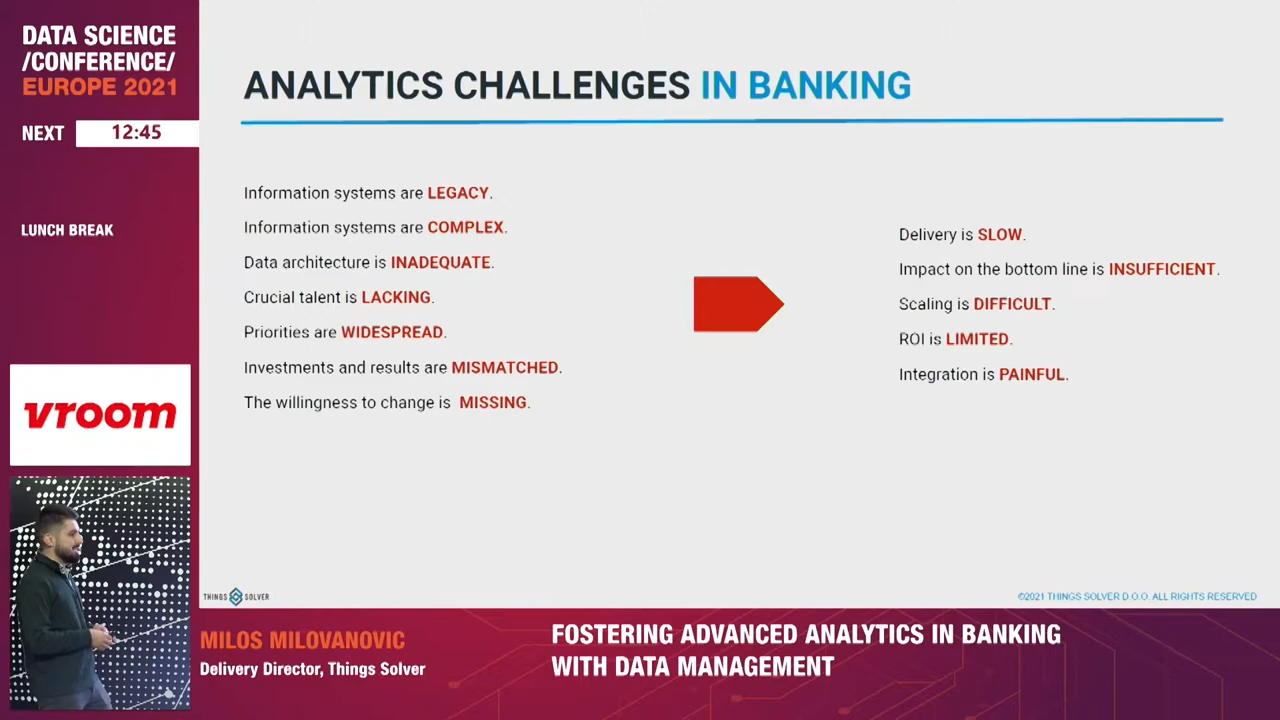 DATA SCIENCE
/CONFERENCE/
EUROPE 2021
NEXT 12:45
LUNCH BREAK
vroom
ANALYTICS CHALLENGES IN BANKING
Information systems are LEGACY.
Information systems are COMPLEX.
Data architecture is INADEQUATE.
Crucial talent is LACKING.
Priorities are WIDESPREAD.
Investments and results are MISMATCHED.
The willingness to change is MISSING.
Delivery is SLOW.
Impact on the bottom line is INSUFFICIENT.
Scaling is DIFFICULT.
ROI is LIMITED.
Integration is PAINFUL.
THINGS SOLVER
©2021 THINGS SOLVER D.O.O. ALL RIGHTS RESERVED
MILOS MILOVANOVIC
Delivery Director, Things Solver
FOSTERING ADVANCED ANALYTICS IN BANKING
WITH DATA MANAGEMENT